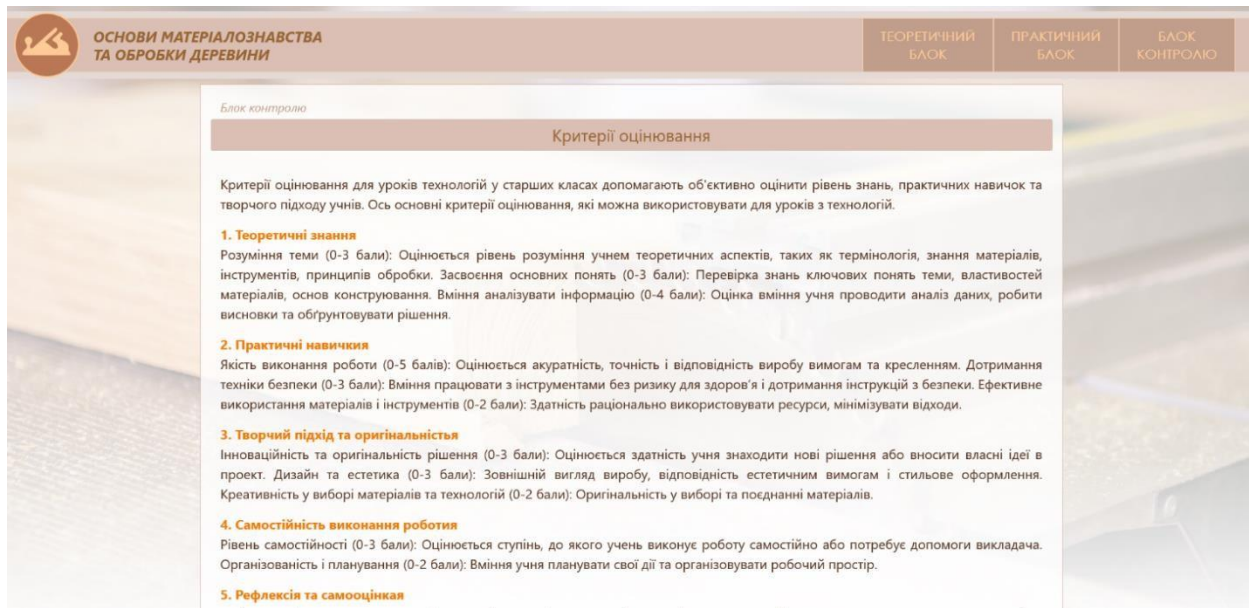 ОСНОВИ МАТЕРІАЛОЗНАВСТВА
ТА ОБРОБКИ ДЕРЕВИНИ
ТЕОРЕТИЧНИЙ
БЛОК
ПРАКТИЧНИЙ
БЛОК
БЛОК
КОНТРОЛЮ
Блок контролю
Критерії оцінювання
Критерії оцінювання для уроків технологій у старших класах допомагають об'єктивно оцінити рівень знань, практичних навичок та
творчого підходу учнів. Ось основні критерії оцінювання, які можна використовувати для уроків з технологій.
1. Теоретичні знання
Розуміння теми (0-3 бали): Оцінюється рівень розуміння учнем теоретичних аспектів, таких як термінологія, знання матеріалів,
інструментів, принципів обробки. Засвоєння основних понять (0-3 бали): Перевірка знань ключових понять теми, властивостей
матеріалів, основ конструювання. Вміння аналізувати інформацію (0-4 бали): Оцінка вміння учня проводити аналіз даних, робити
висновки та обґрунтовувати рішення.
2. Практичні навичкия
Якість виконання роботи (0-5 балів): Оцінюється акуратність, точність і відповідність виробу вимогам та кресленням. Дотримання
техніки безпеки (0-3 бали): Вміння працювати з інструментами без ризику для здоров'я і дотримання інструкцій з безпеки. Ефективне
використання матеріалів і інструментів (0-2 бали): Здатність раціонально використовувати ресурси, мінімізувати відходи.
3. Творчий підхід та оригінальністья
Інноваційність та оригінальність рішення (0-3 бали): Оцінюється здатність учня знаходити нові рішення або вносити власні ідеї в
проект. Дизайн та естетика (0-3 бали): Зовнішній вигляд виробу, відповідність естетичним вимогам і стильове оформлення.
Креативність у виборі матеріалів та технологій (0-2 бали): Оригінальність у виборі та поєднанні матеріалів.
4. Самостійність виконання роботия
Рівень самостійності (0-3 бали): Оцінюється ступінь, до якого учень виконує роботу самостійно або потребує допомоги викладача.
Організованість і планування (0-2 бали): Вміння учня планувати свої дії та організовувати робочий простір.
5. Рефлексія та самооцінкая